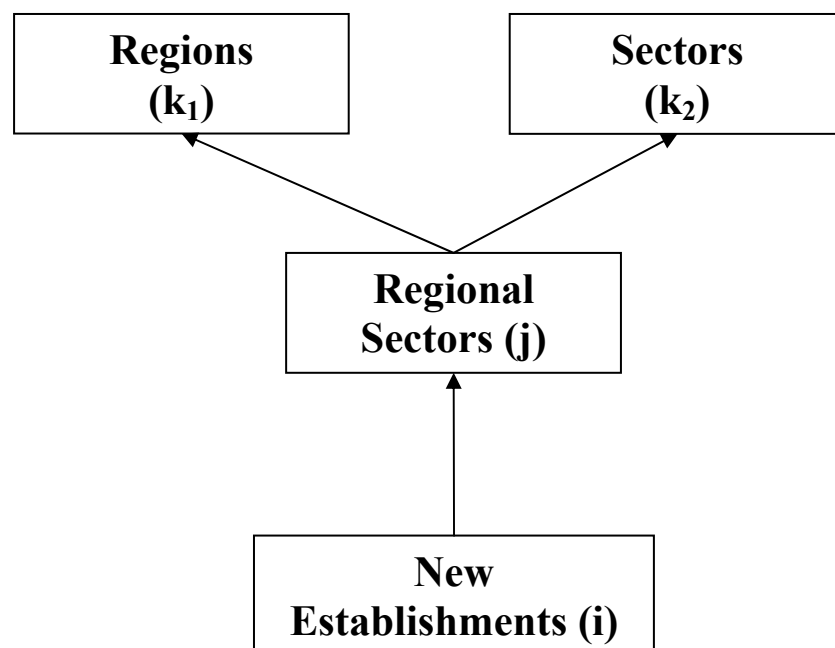 Regions
(k₁)
Sectors
(k₂)
Regional
Sectors (j)
New
Establishments (i)